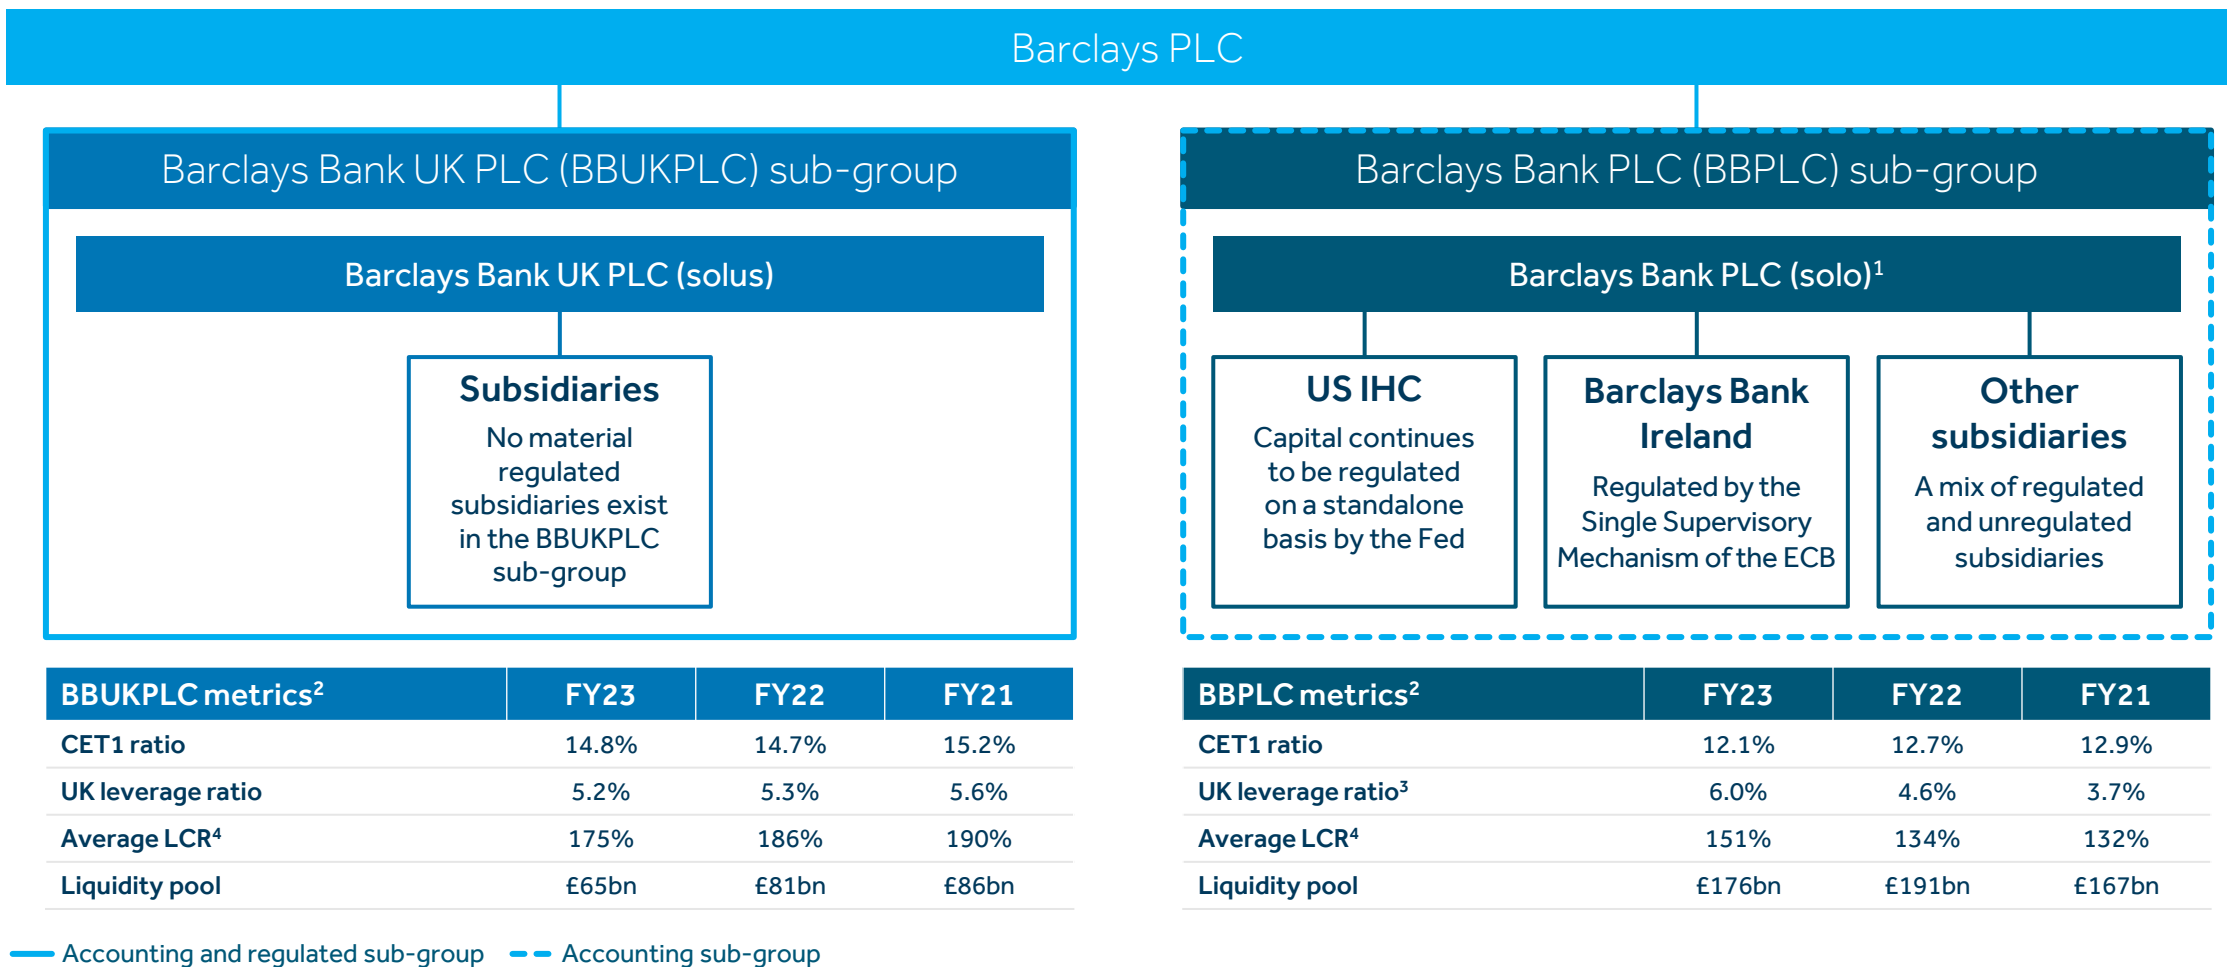 Barclays PLC
Barclays Bank UK PLC (BBUKPLC) sub-group
Barclays Bank UK PLC (solus)
Subsidiaries
No material
regulated
subsidiaries exist
in the BBUKPLC
sub-group
Barclays Bank PLC (BBPLC) sub-group
Barclays Bank PLC (solo)¹
US IHC
Capital continues
to be regulated
on a standalone
basis by the Fed
Barclays Bank
Ireland
Regulated by the
Single Supervisory
Mechanism of the ECB
Other
subsidiaries
A mix of regulated
and unregulated
subsidiaries
BBUKPLC metrics² FY23 FY22 FY21
CET1 ratio 14.8% 14.7% 15.2%
UK leverage ratio 5.2% 5.3% 5.6%
Average LCR⁴ 175% 186% 190%
Liquidity pool £65bn £81bn £86bn
BBPLC metrics² FY23 FY22 FY21
CET1 ratio 12.1% 12.7% 12.9%
UK leverage ratio³ 6.0% 4.6% 3.7%
Average LCR⁴ 151% 134% 132%
Liquidity pool £176bn £191bn £167bn
Accounting and regulated sub-group
Accounting sub-group